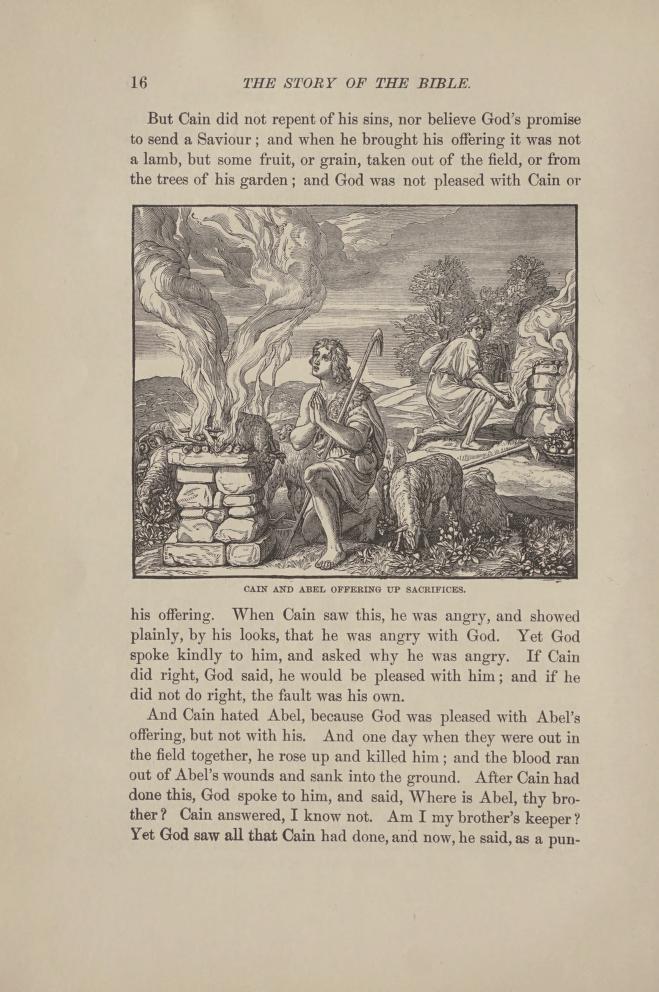 16 THE STORY OF THE BIBLE.
But Cain did not repent of his sins, nor believe God's promise
to send a Saviour ; and when he brought his offering it was not
a lamb, but some fruit, or grain, taken out of the field, or from
the trees of his garden ; and God was not pleased with Cain or
CAIN AND ABEL OFFERING UP SACRIFICES.
his offering. When Cain saw this, he was angry, and showed
plainly, by his looks, that he was angry with God. Yet God
spoke kindly to him, and asked why he was angry. If Cain
did right, God said, he would be pleased with him ; and if he
did not do right, the fault was his own.
And Cain hated Abel, because God was pleased with Abel's
offering, but not with his. And one day when they were out in
the field together, he rose up and killed him ; and the blood ran
out of Abel's wounds and sank into the ground. After Cain had
done this, God spoke to him, and said, Where is Abel, thy bro-
ther ? Cain answered, I know not. Am I my brother's keeper ?
Yet God saw all that Cain had done, and now, he said, as a pun-